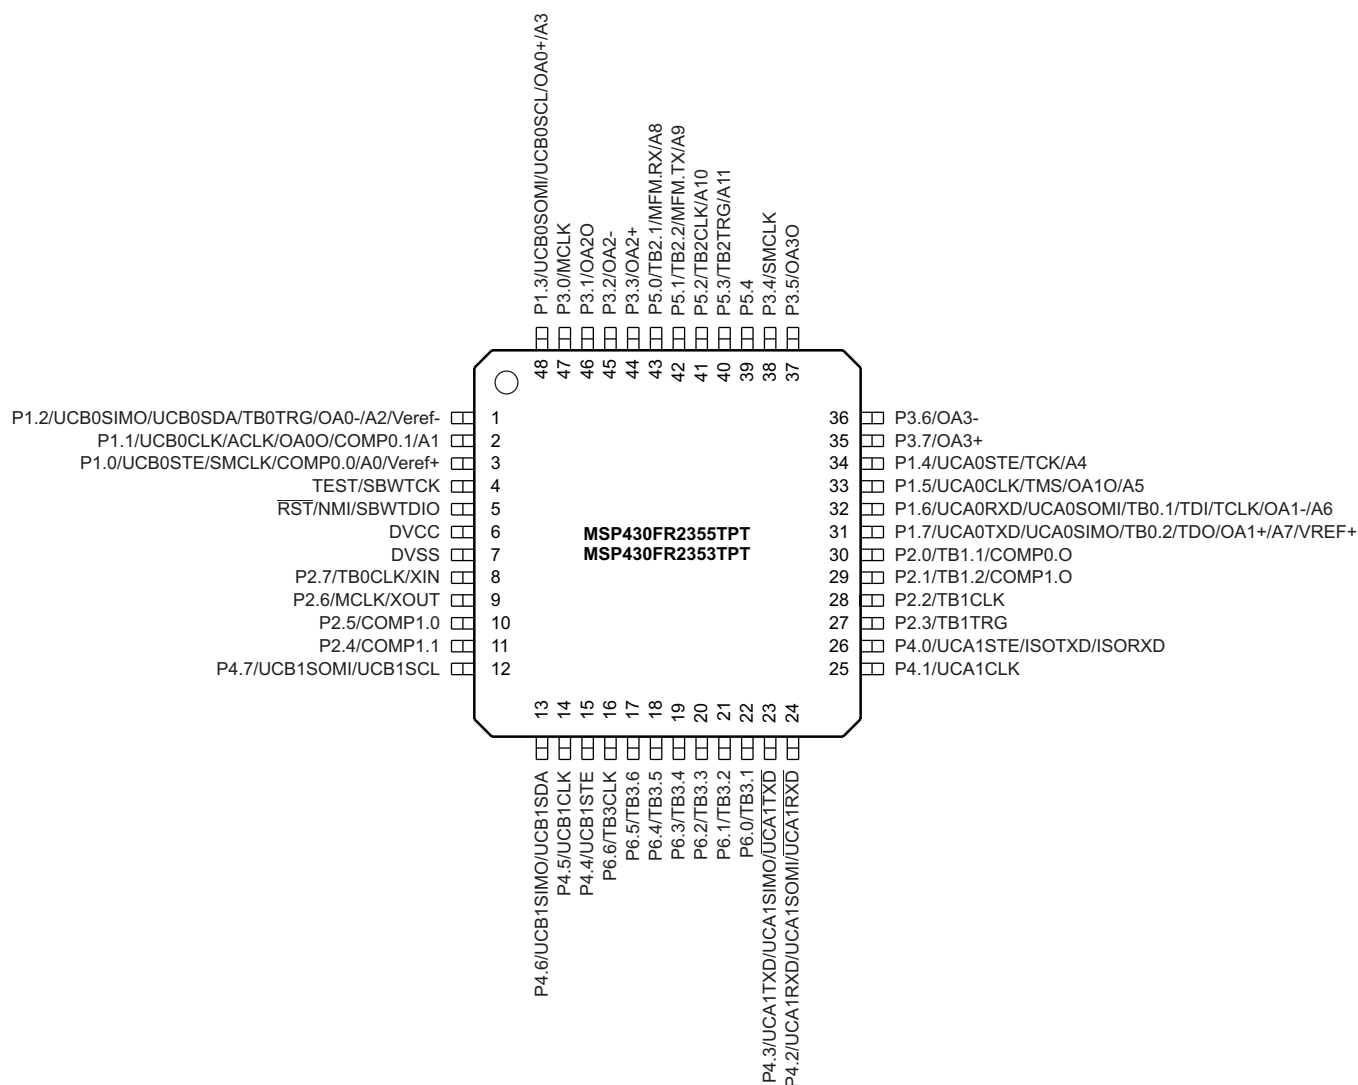 P1.3/UCB0SOMI/UCB0SCL/OA0+/A3
P3.0/MCLK
P3.1/OA2O
P3.2/OA2-
P3.3/OA2+
P5.0/TB2.1/MFM.RX/A8
P5.1/TB2.2/MFM.TX/A9
P5.2/TB2CLK/A10
P5.3/TB2TRG/A11
P5.4
P3.4/SMCLK
P3.5/OA3O
48
47
46
45
44
43
42
41
40
39
38
37
P1.2/UCB0SIMO/UCB0SDA/TB0TRG/OA0-/A2/Veref- 1
P1.1/UCB0CLK/ACLK/OA0O/COMP0.1/A1 2
P1.0/UCB0STE/SMCLK/COMP0.0/A0/Veref+ 3
TEST/SBWTCK 4
RST/NMI/SBWTDIO 5
DVCC 6
DVSS 7
P2.7/TB0CLK/XIN 8
P2.6/MCLK/XOUT 9
P2.5/COMP1.0 10
P2.4/COMP1.1 11
P4.7/UCB1SOMI/UCB1SCL 12
MSP430FR2355TPT
MSP430FR2353TPT
36 P3.6/OA3-
35 P3.7/OA3+
34 P1.4/UCA0STE/TCK/A4
33 P1.5/UCA0CLK/TMS/OA1O/A5
32 P1.6/UCA0RXD/UCA0SOMI/TB0.1/TDI/TCLK/OA1-/A6
31 P1.7/UCA0TXD/UCA0SIMO/TB0.2/TDO/OA1+/A7/VREF+
30 P2.0/TB1.1/COMP0.O
29 P2.1/TB1.2/COMP1.O
28 P2.2/TB1CLK
27 P2.3/TB1TRG
26 P4.0/UCA1STE/ISOTXD/ISORXD
25 P4.1/UCA1CLK
13
14
15
16
17
18
19
20
21
22
23
24
P4.6/UCB1SIMO/UCB1SDA
P4.5/UCB1CLK
P4.4/UCB1STE
P6.6/TB3CLK
P6.5/TB3.6
P6.4/TB3.5
P6.3/TB3.4
P6.2/TB3.3
P6.1/TB3.2
P6.0/TB3.1
P4.3/UCA1TXD/UCA1SIMO/UCA1TXD
P4.2/UCA1RXD/UCA1SOMI/UCA1RXD